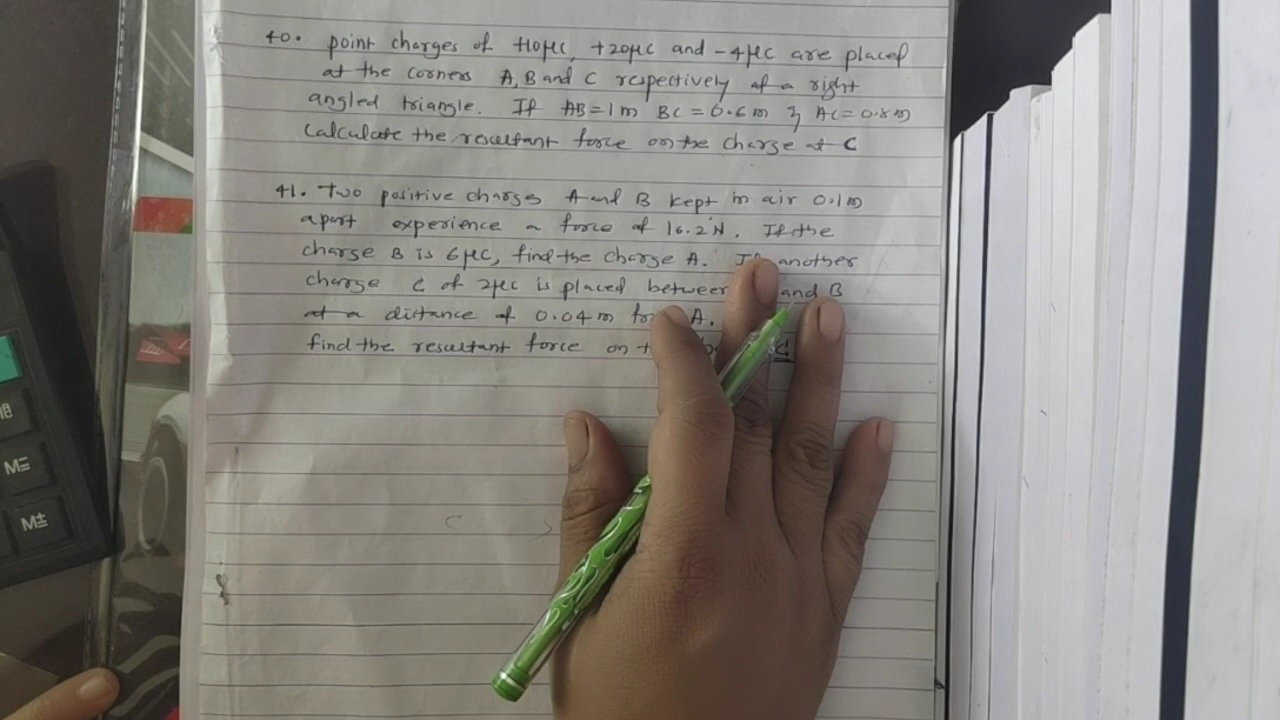 40. point charges of +10μc, +20μc and -4μc are placed
at the corners A, B and C respectively of a right
angled triangle. If AB=1m BC=0.6m & AC=0.8m
Calculate the resultant force on the charge at C
41. Two positive charges A and B kept in air 0.1m
apart experience a force of 16.2N. If the
charge B is 6μc, find the charge A. If another
charge c of 2μc is placed between and B
at a distance of 0.04m A.
find the resultant force on C
M=
M±